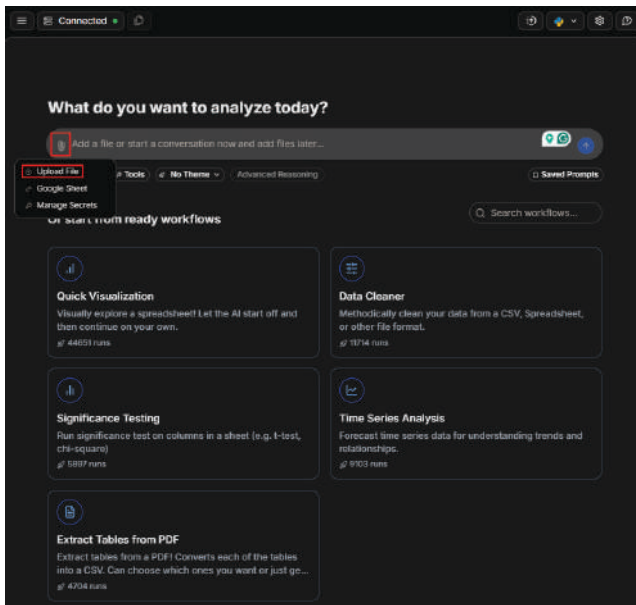 Connected
What do you want to analyze today?
Add a file or start a conversation now and add files later...
Upload File
Google Sheet
Manage Secrets
Tools
No Theme
Advanced Reasoning
Saved Prompts
Or start from ready workflows
Search workflows...
Quick Visualization
Visually explore a spreadsheet! Let the AI start off and
then continue on your own.
44651 runs
Data Cleaner
Methodically clean your data from a CSV, Spreadsheet,
or other file format.
11714 runs
Significance Testing
Run significance test on columns in a sheet (e.g. t-test,
chi-square)
5897 runs
Time Series Analysis
Forecast time series data for understanding trends and
relationships.
9103 runs
Extract Tables from PDF
Extract tables from a PDF! Converts each of the tables
into a CSV. Can choose which ones you want or just ge...
4704 runs